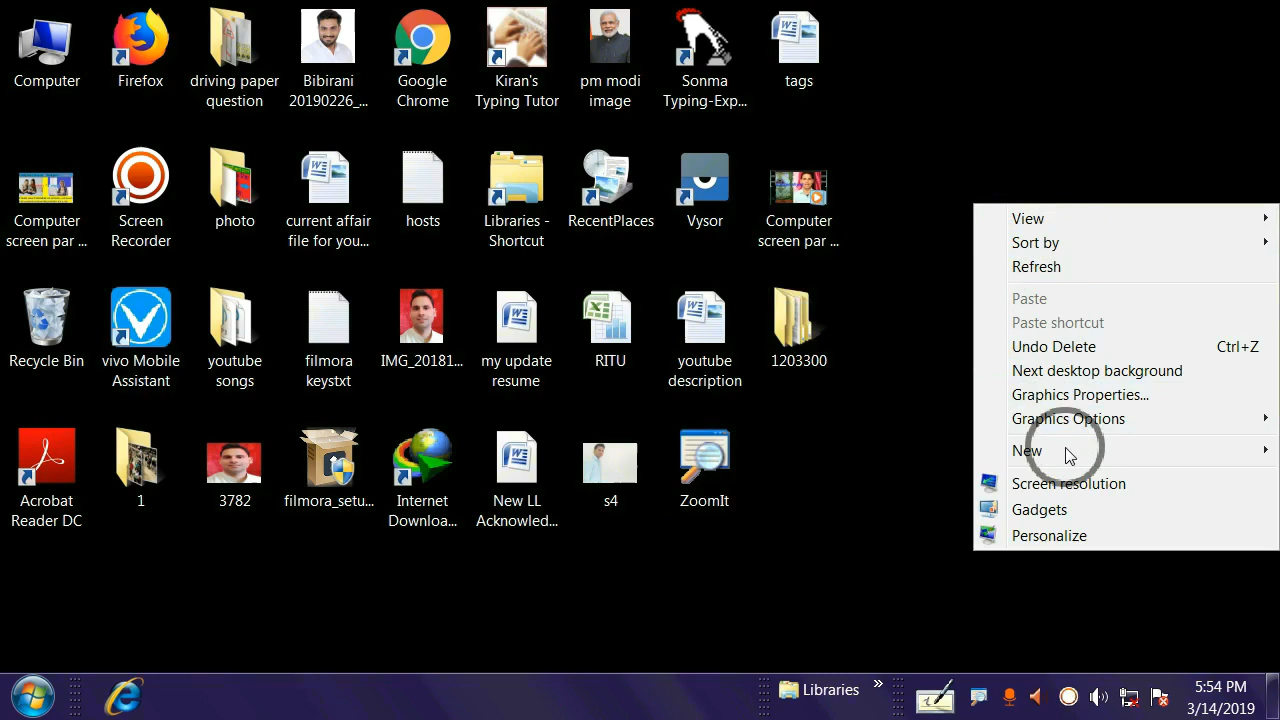 Computer
Firefox
driving paper
question
Bibirani
20190226_...
Google
Chrome
Kiran's
Typing Tutor
pm modi
image
Sonma
Typing-Exp...
tags
Computer
screen par ...
Screen
Recorder
photo
current affair
file for you...
hosts
Libraries -
Shortcut
RecentPlaces
Vysor
Computer
screen par ...
Recycle Bin
vivo Mobile
Assistant
youtube
songs
filmora
keystxt
IMG_20181...
my update
resume
RITU
youtube
description
1203300
Acrobat
Reader DC
1
3782
filmora_setu...
Internet
Downloa...
New LL
Acknowled...
s4
ZoomIt
View
Sort by
Refresh
Paste
Paste shortcut
Undo Delete Ctrl+Z
Next desktop background
Graphics Properties...
Graphics Options
New
Screen resolution
Gadgets
Personalize
Libraries
»
5:54 PM
3/14/2019